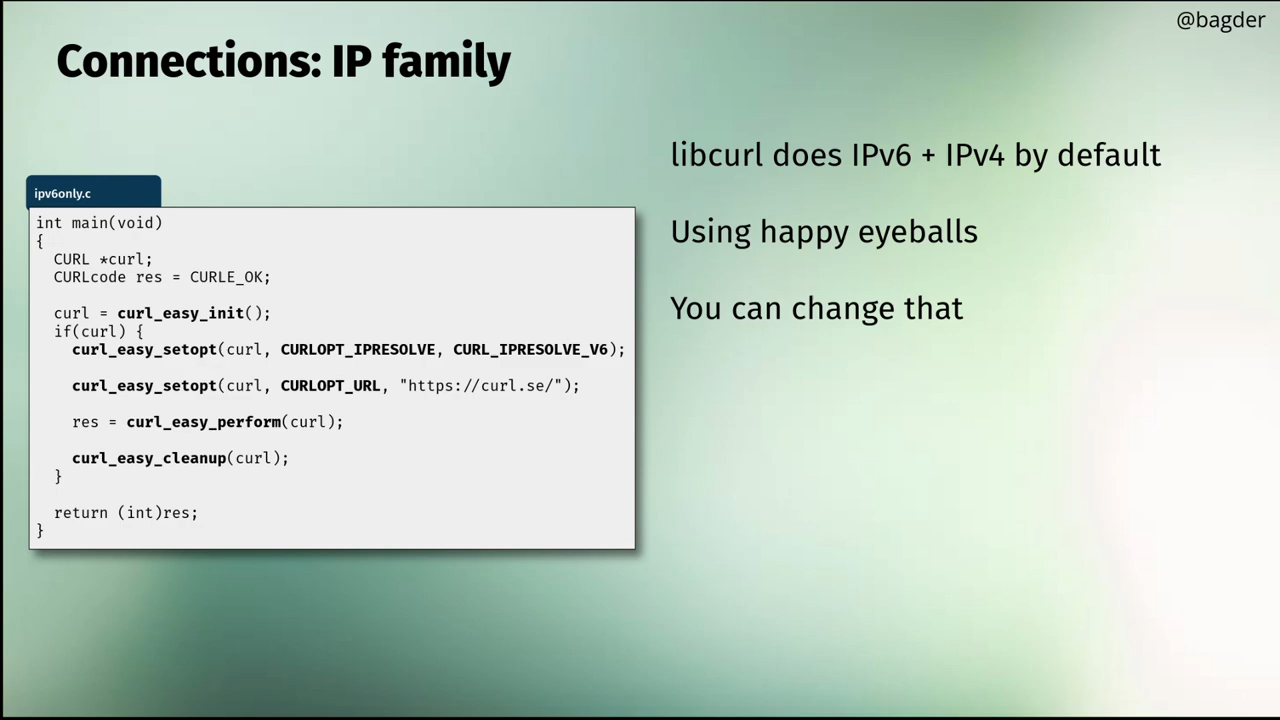 @bagder
Connections: IP family
libcurl does IPv6 + IPv4 by default
Using happy eyeballs
You can change that
ipv6only.c
int main(void)
{
  CURL *curl;
  CURLcode res = CURLE_OK;

  curl = curl_easy_init();
  if(curl) {
    curl_easy_setopt(curl, CURLOPT_IPRESOLVE, CURL_IPRESOLVE_V6);

    curl_easy_setopt(curl, CURLOPT_URL, "https://curl.se/");

    res = curl_easy_perform(curl);

    curl_easy_cleanup(curl);
  }

  return (int)res;
}